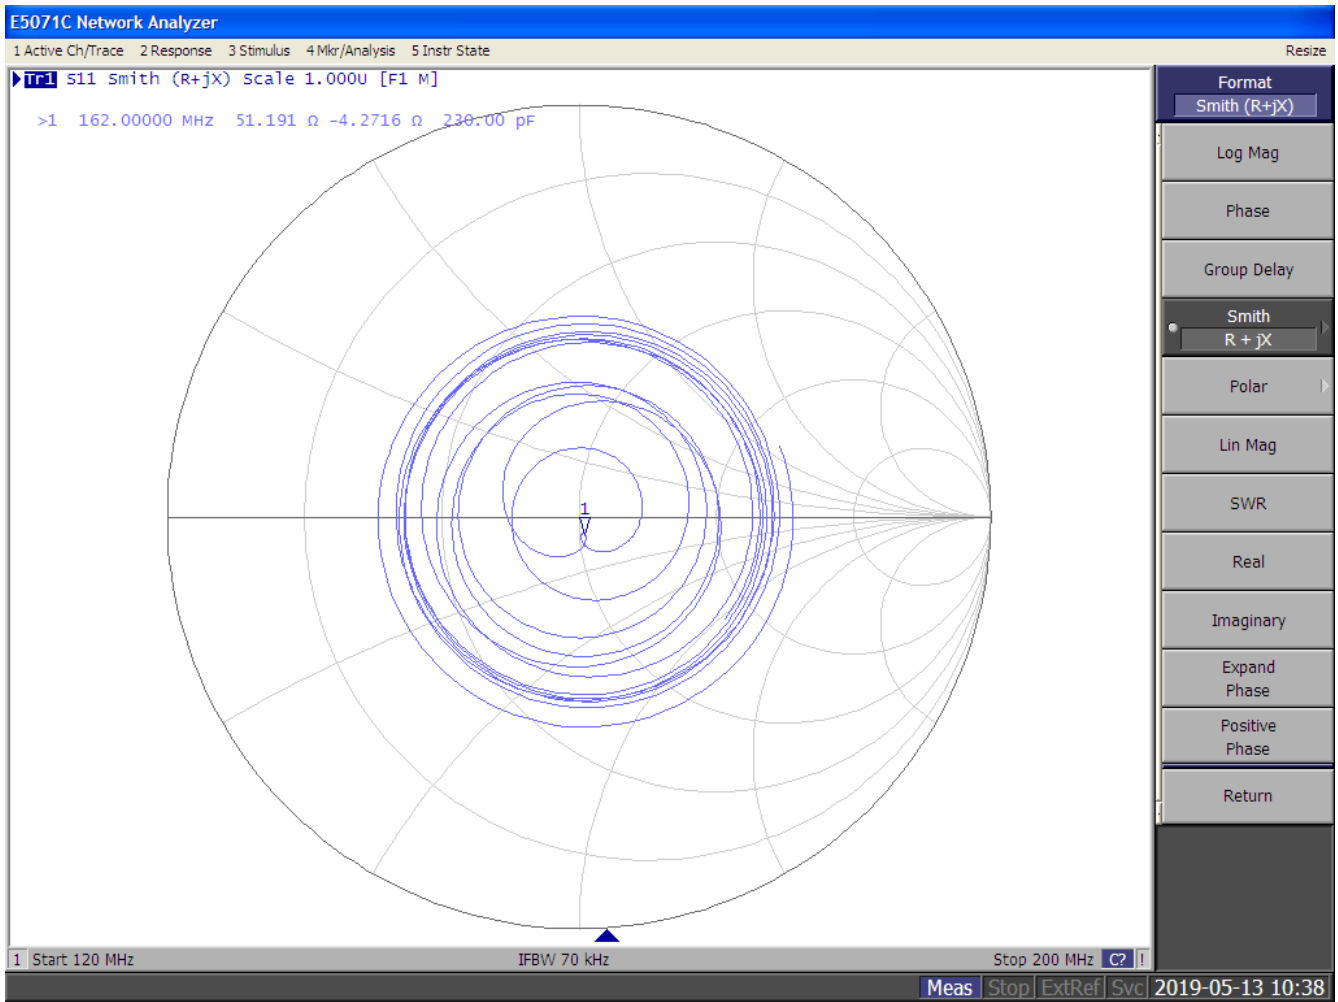 E5071C Network Analyzer
1 Active Ch/Trace 2 Response 3 Stimulus 4 Mkr/Analysis 5 Instr State Resize
Tr1 S11 Smith (R+jX) Scale 1.000U [F1 M]
>1 162.00000 MHz 51.191 Ω -4.2716 Ω 230.00 pF
1
Format
Smith (R+jX)
Log Mag
Phase
Group Delay
Smith
R + jX
Polar
Lin Mag
SWR
Real
Imaginary
Expand
Phase
Positive
Phase
Return
1 Start 120 MHz IFBW 70 kHz Stop 200 MHz C? !
Meas Stop ExtRef Svc 2019-05-13 10:38